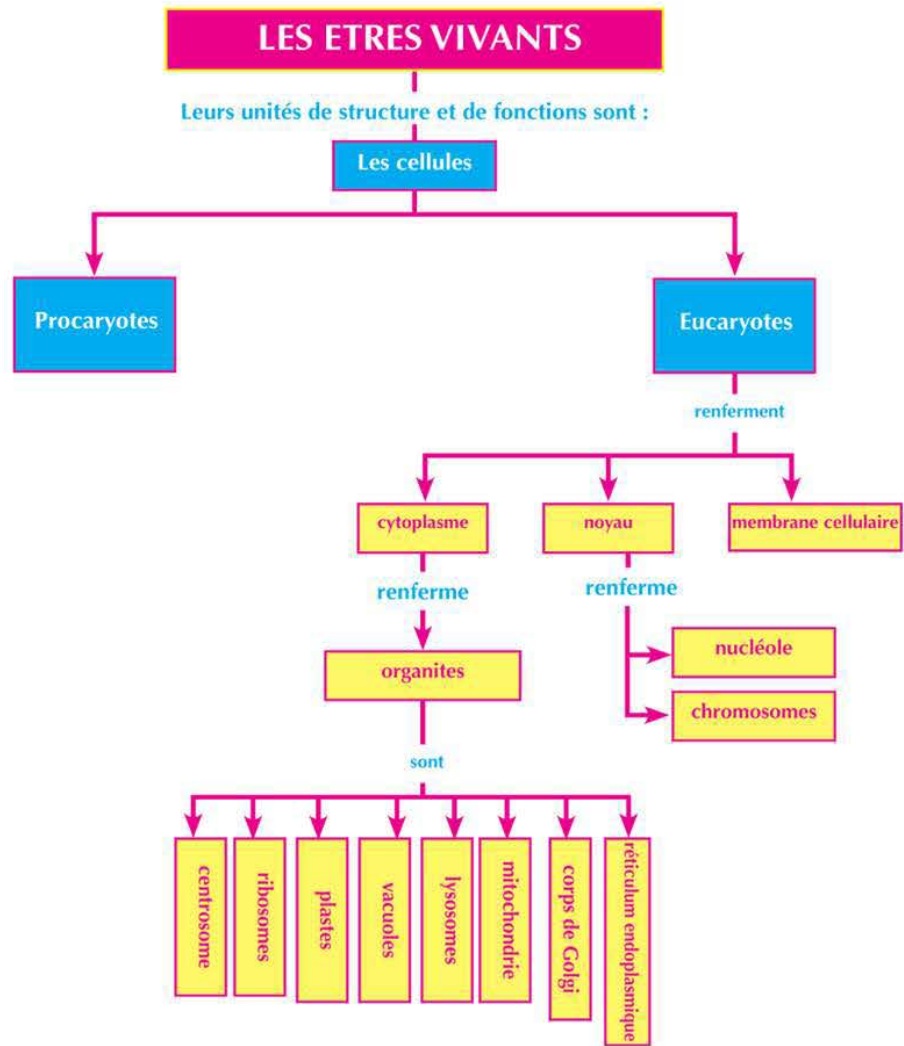 LES ETRES VIVANTS
Leurs unités de structure et de fonctions sont :
Les cellules
Procaryotes
Eucaryotes
renferment
cytoplasme
noyau
membrane cellulaire
renferme
renferme
organites
nucléole
chromosomes
sont
centrosome
ribosomes
plastes
vacuoles
lysosomes
mitochondrie
corps de Golgi
réticulum endoplasmique